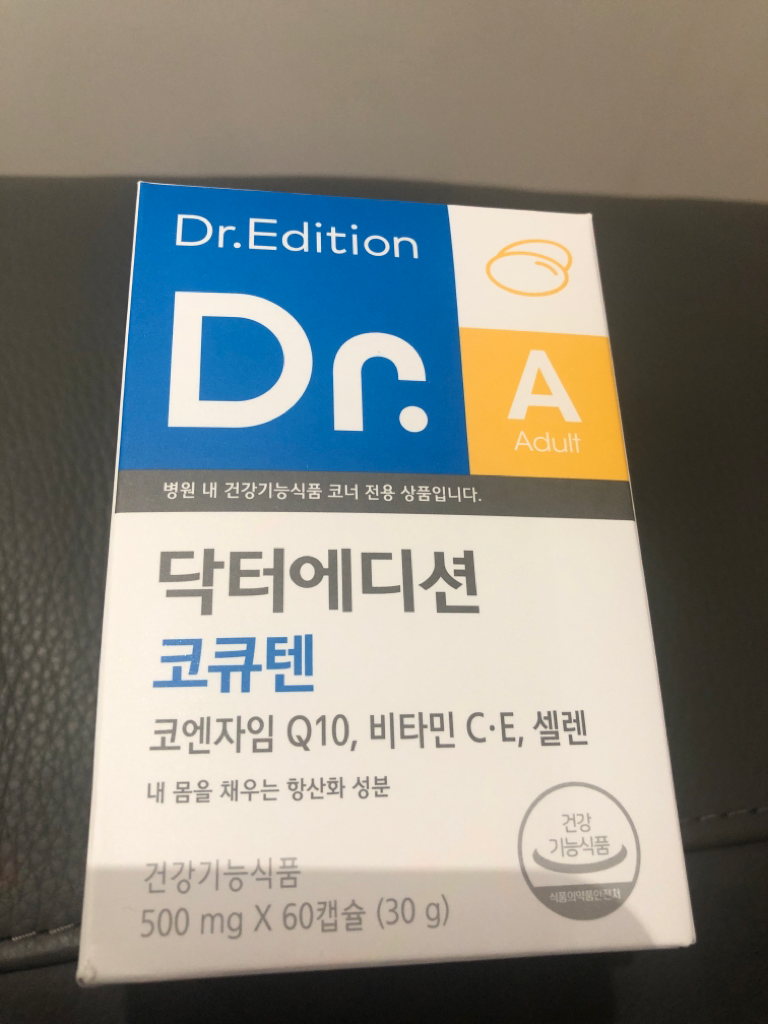 Dr.Edition
Dr.
A
Adult
병원 내 건강기능식품 코너 전용 상품입니다.
닥터에디션
코큐텐
코엔자임 Q10, 비타민 C·E, 셀렌
내 몸을 채우는 항산화 성분
건강
기능식품
식품의약품안전처
건강기능식품
500 mg X 60캡슐 (30 g)